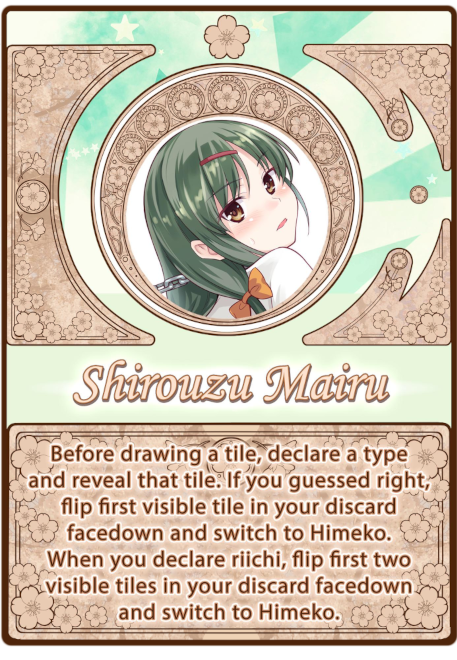 Shirouzu Mairu
Before drawing a tile, declare a type
and reveal that tile. If you guessed right,
flip first visible tile in your discard
facedown and switch to Himeko.
When you declare riichi, flip first two
visible tiles in your discard facedown
and switch to Himeko.